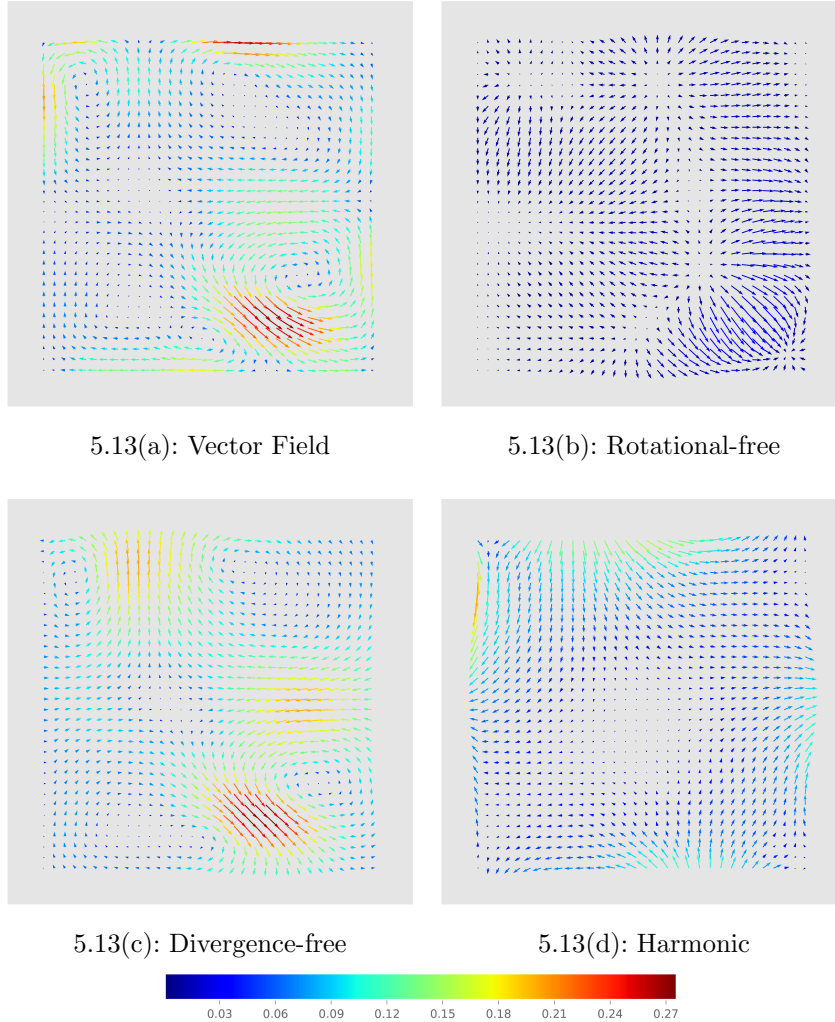 5.13(a): Vector Field
5.13(b): Rotational-free
5.13(c): Divergence-free
5.13(d): Harmonic
0.03 0.06 0.09 0.12 0.15 0.18 0.21 0.24 0.27